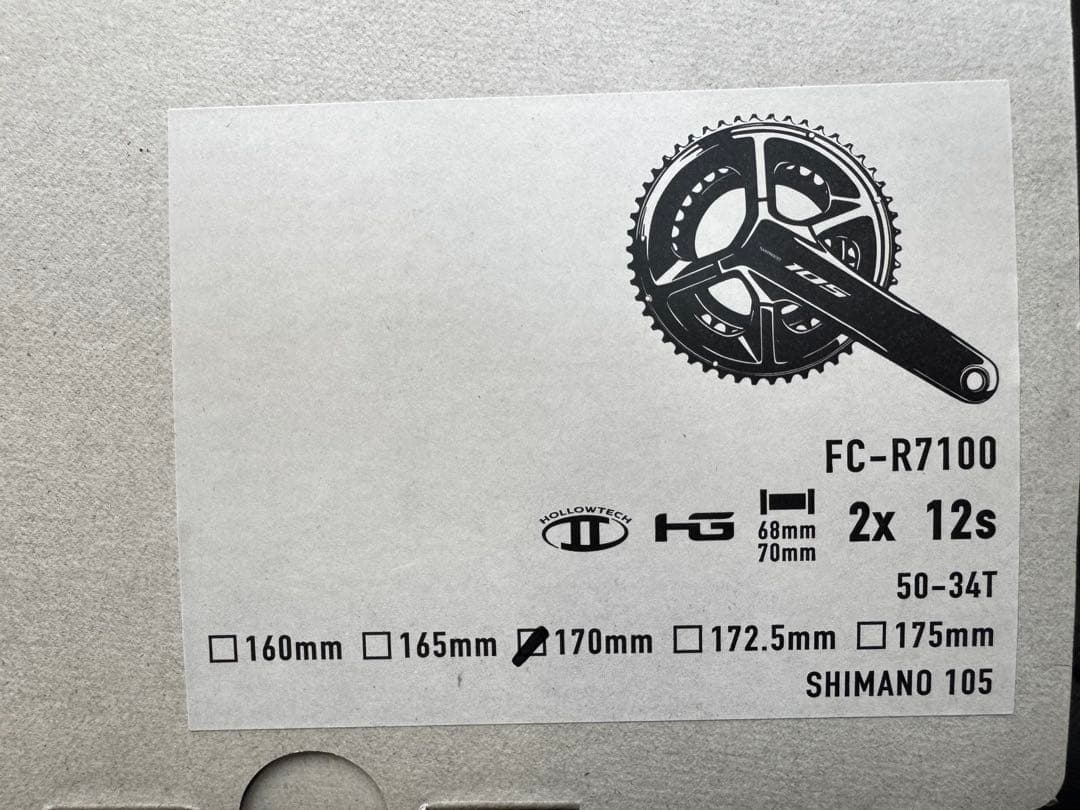 105
FC-R7100
HOLLOWTECH II HG 68mm 70mm 2x 12s
50-34T
160mm 165mm 170mm 172.5mm 175mm
SHIMANO 105